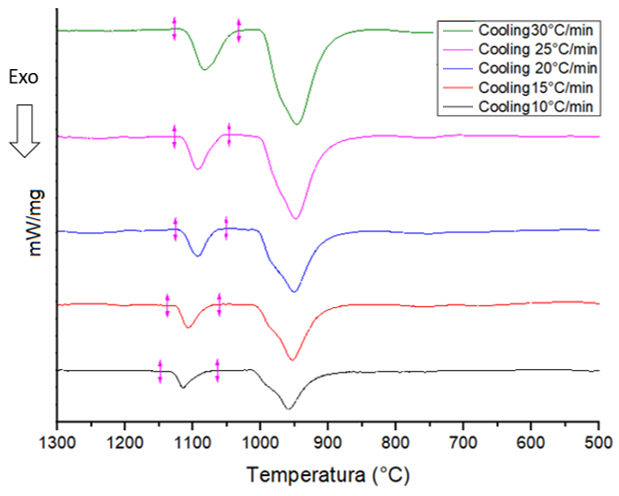 Cooling30°C/min
Cooling 25°C/min
Cooling 20°C/min
Cooling15°C/min
Cooling10°C/min
Exo
mW/mg
1300 1200 1100 1000 900 800 700 600 500
Temperatura (°C)